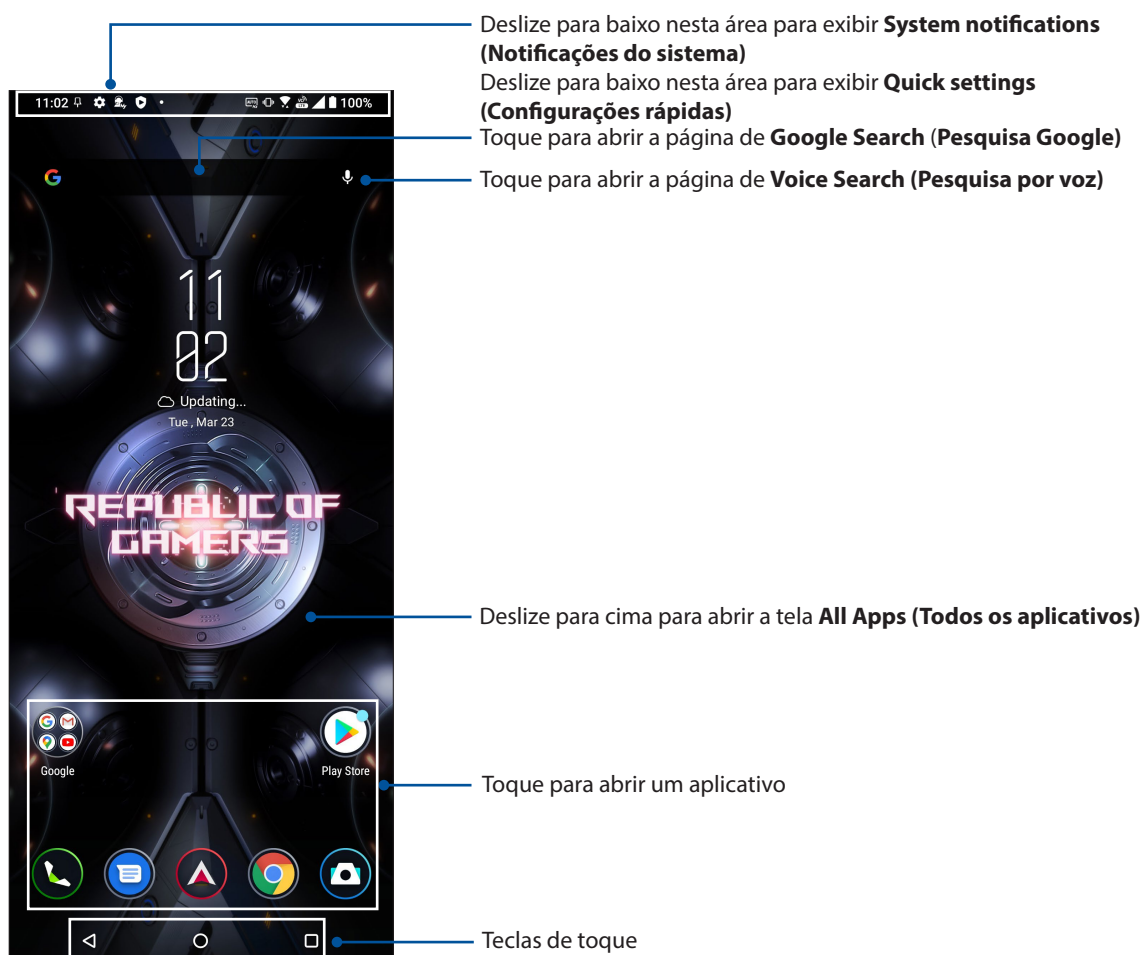 Deslize para baixo nesta área para exibir System notifications
(Notificações do sistema)
Deslize para baixo nesta área para exibir Quick settings
(Configurações rápidas)
11:02
100%
Toque para abrir a página de Google Search (Pesquisa Google)
Toque para abrir a página de Voice Search (Pesquisa por voz)
11
02
Updating...
Tue , Mar 23
REPUBLIC OF
GAMERS
Deslize para cima para abrir a tela All Apps (Todos os aplicativos)
Google
Play Store
Toque para abrir um aplicativo
Teclas de toque